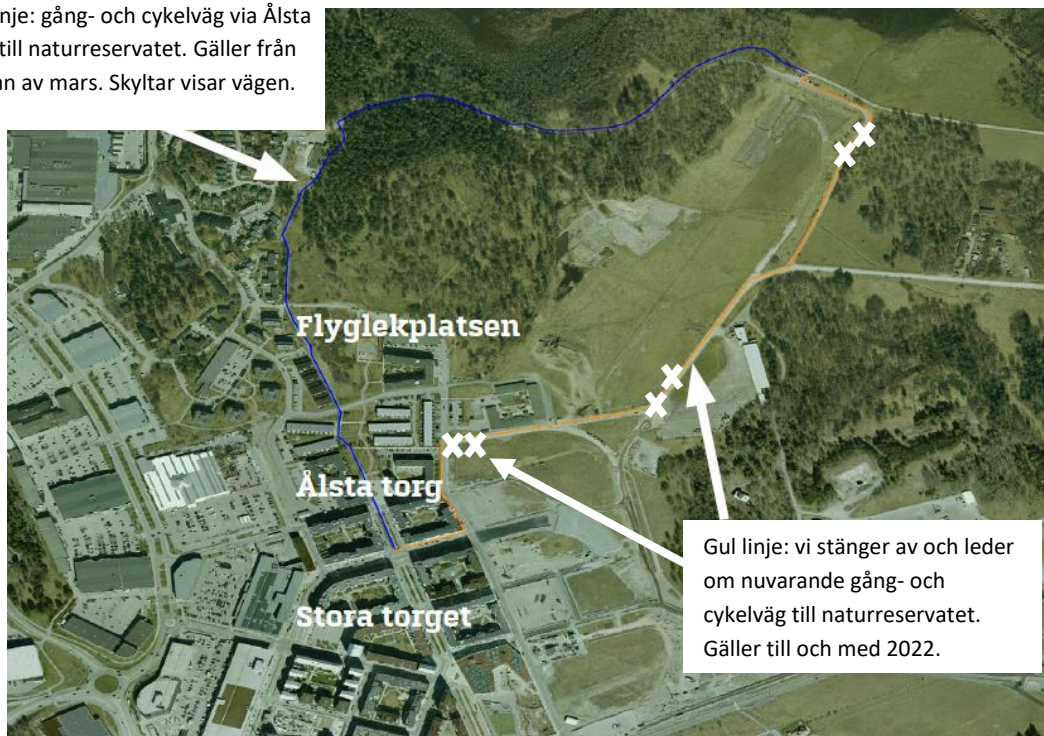 nje: gång- och cykelväg via Ålsta
till naturreservatet. Gäller från
an av mars. Skyltar visar vägen.
Flyglekplatsen
Ålsta torg
Stora torget
Gul linje: vi stänger av och leder
om nuvarande gång- och
cykelväg till naturreservatet.
Gäller till och med 2022.